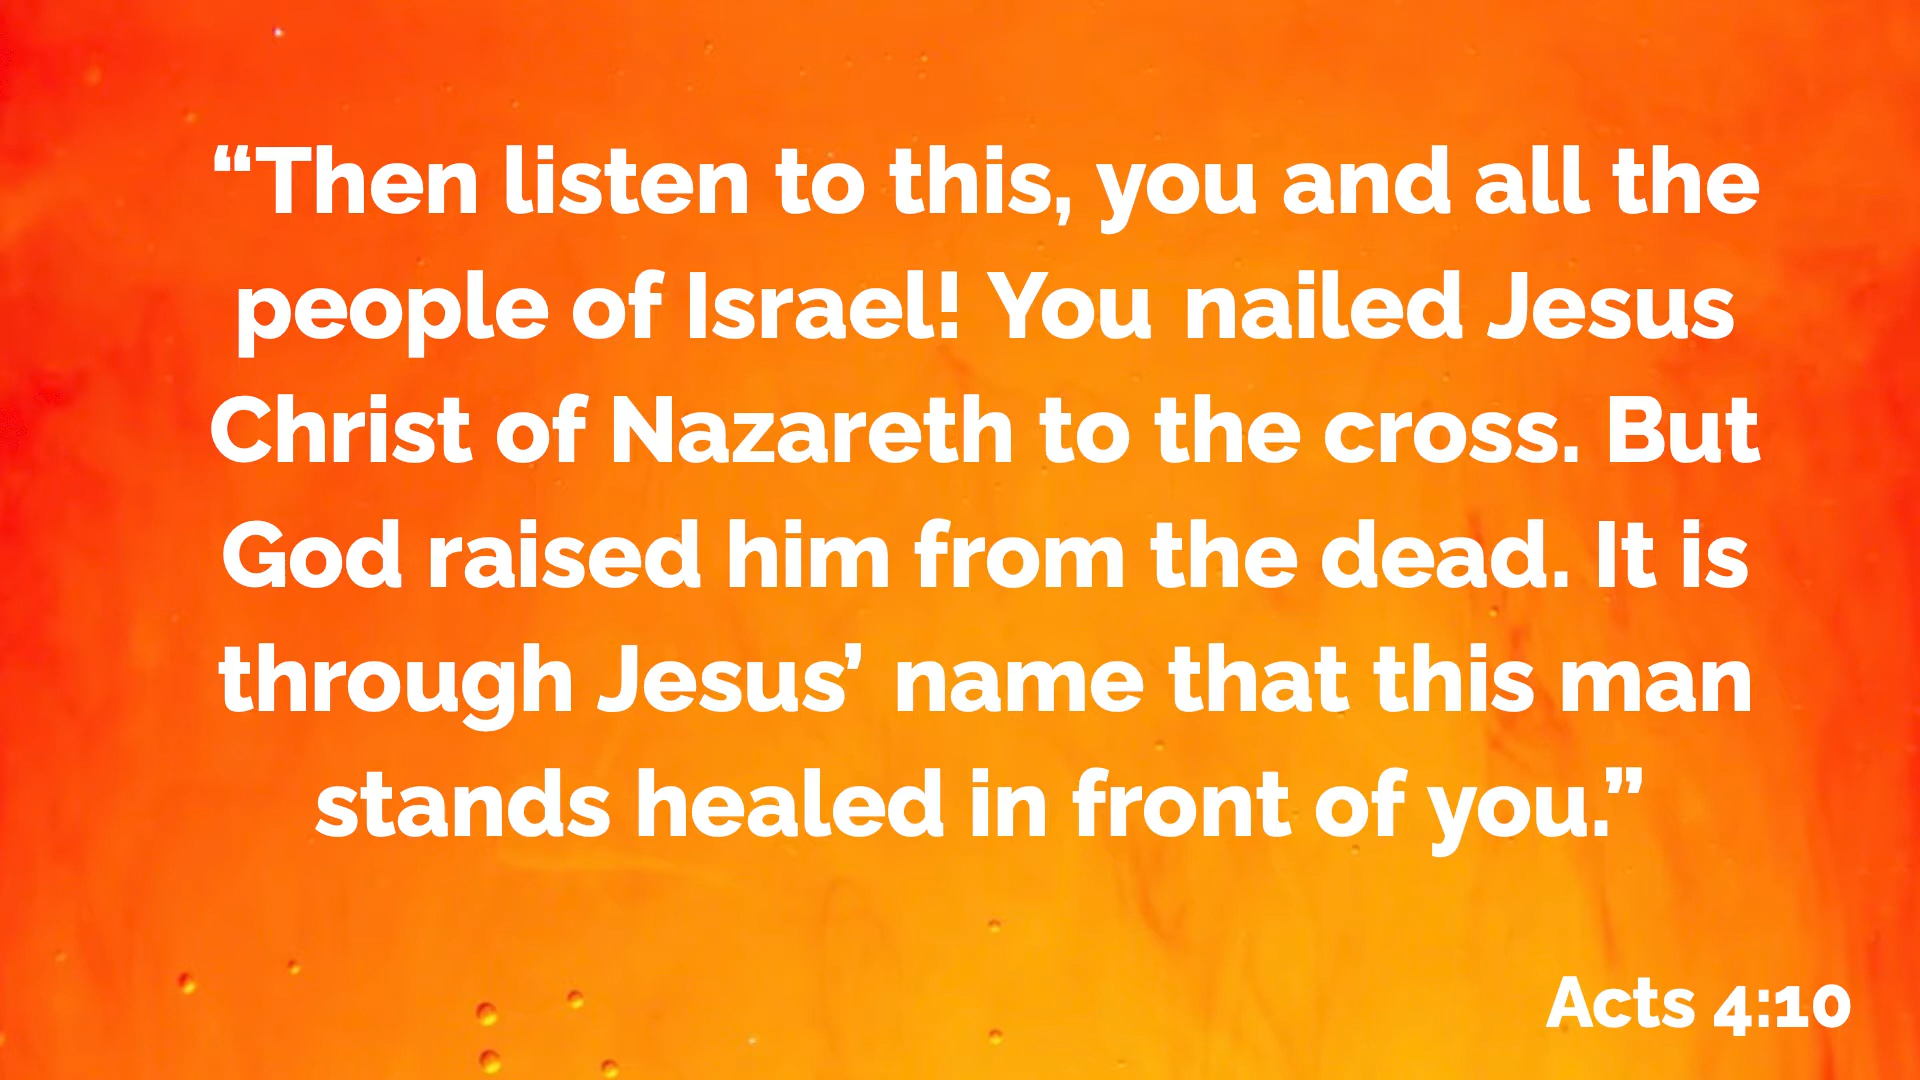 “Then listen to this, you and all the
people of Israel! You nailed Jesus
Christ of Nazareth to the cross. But
God raised him from the dead. It is
through Jesus’ name that this man
stands healed in front of you.”
Acts 4:10